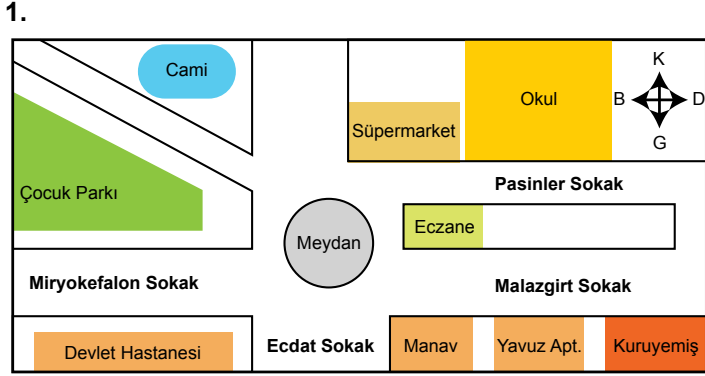 1.
Cami
Süpermarket
Okul
K
B
D
G
Çocuk Parkı
Pasinler Sokak
Meydan
Eczane
Miryokefalon Sokak
Malazgirt Sokak
Devlet Hastanesi
Ecdat Sokak
Manav
Yavuz Apt.
Kuruyemiş